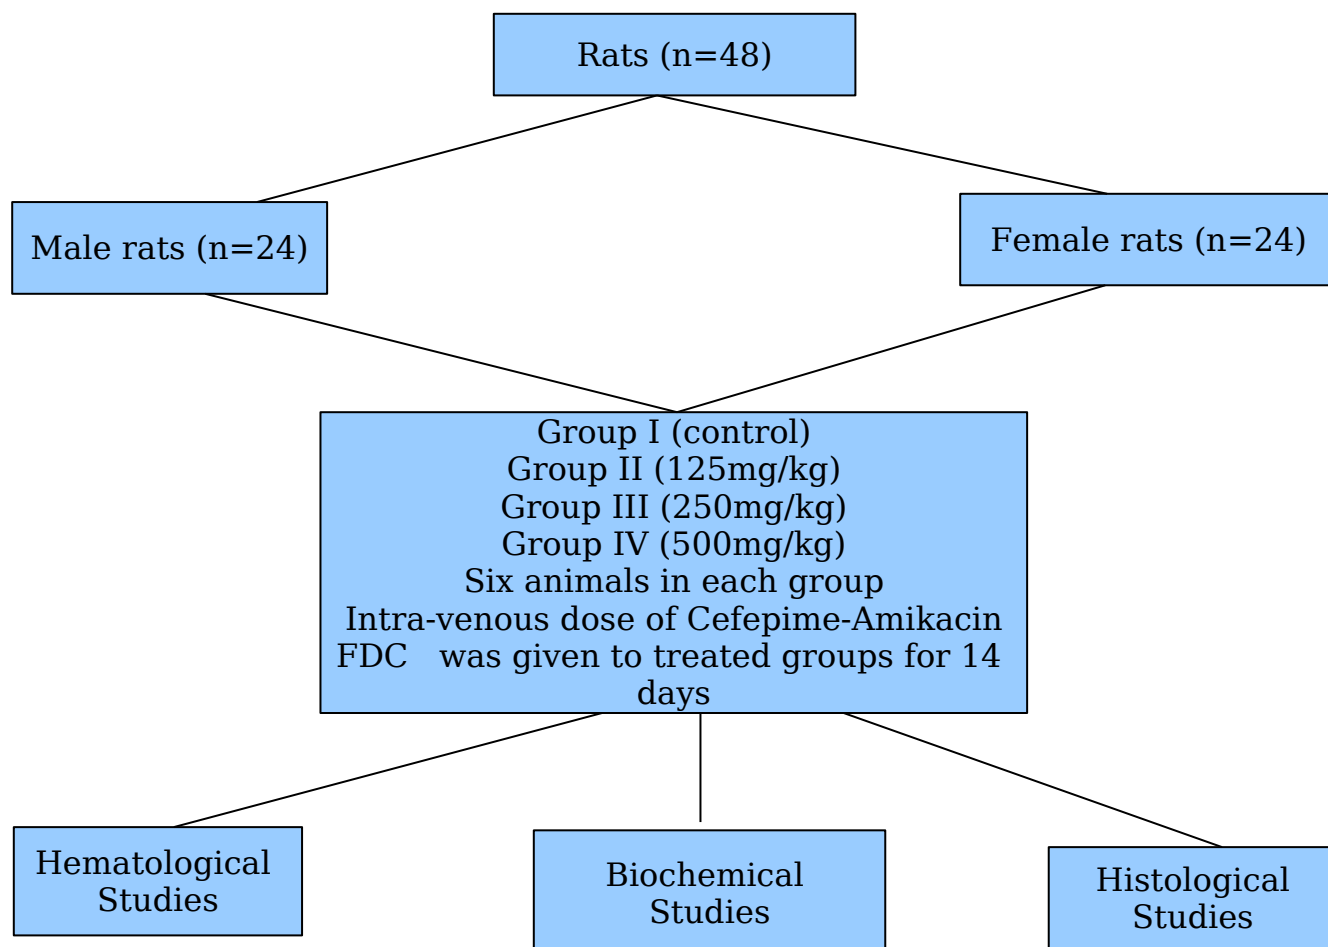 Rats (n=48)
Male rats (n=24)
Female rats (n=24)
Group I (control)
Group II (125mg/kg)
Group III (250mg/kg)
Group IV (500mg/kg)
Six animals in each group
Intra-venous dose of Cefepime-Amikacin
FDC   was given to treated groups for 14
days
Hematological
Studies
Biochemical
Studies
Histological
Studies